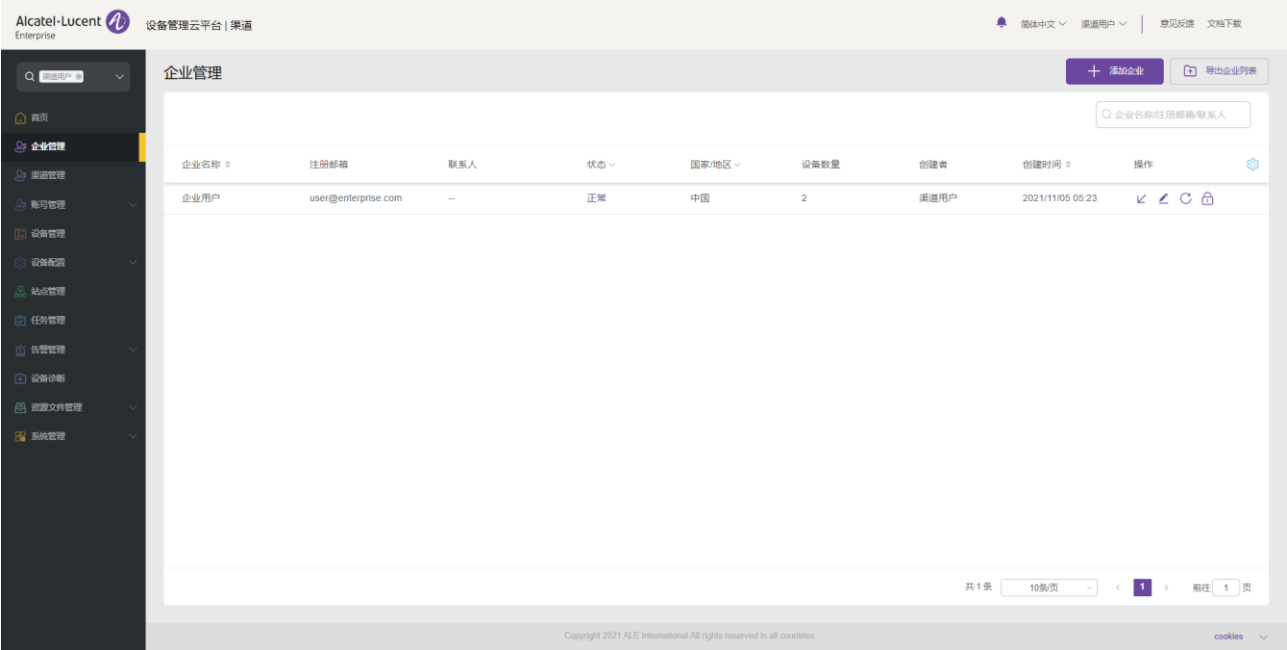 Alcatel·Lucent
Enterprise
设备管理云平台 | 渠道
简体中文 渠道用户 意见反馈 文档下载
渠道用户
首页
企业管理
渠道管理
账号管理
设备管理
设备配置
站点管理
任务管理
告警管理
设备诊断
资源文件管理
系统管理
企业管理
添加企业 导出企业列表
企业名称/注册邮箱/联系人
企业名称 注册邮箱 联系人 状态 国家/地区 设备数量 创建者 创建时间 操作
企业用户 user@enterprise.com -- 正常 中国 2 渠道用户 2021/11/05 05:23
共 1 条 10条/页 1 前往 1 页
Copyright 2021 ALE International.All rights reserved in all countries
cookies